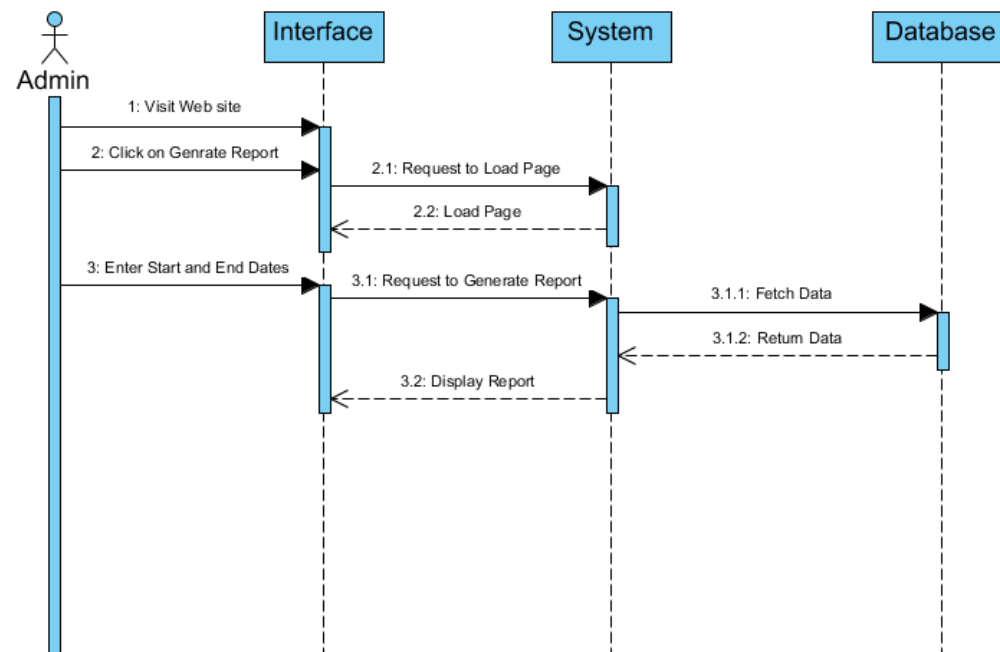 Interface
System
Database
Admin
1: Visit Web site
2: Click on Genrate Report
2.1: Request to Load Page
2.2: Load Page
3: Enter Start and End Dates
3.1: Request to Generate Report
3.1.1: Fetch Data
3.1.2: Return Data
3.2: Display Report